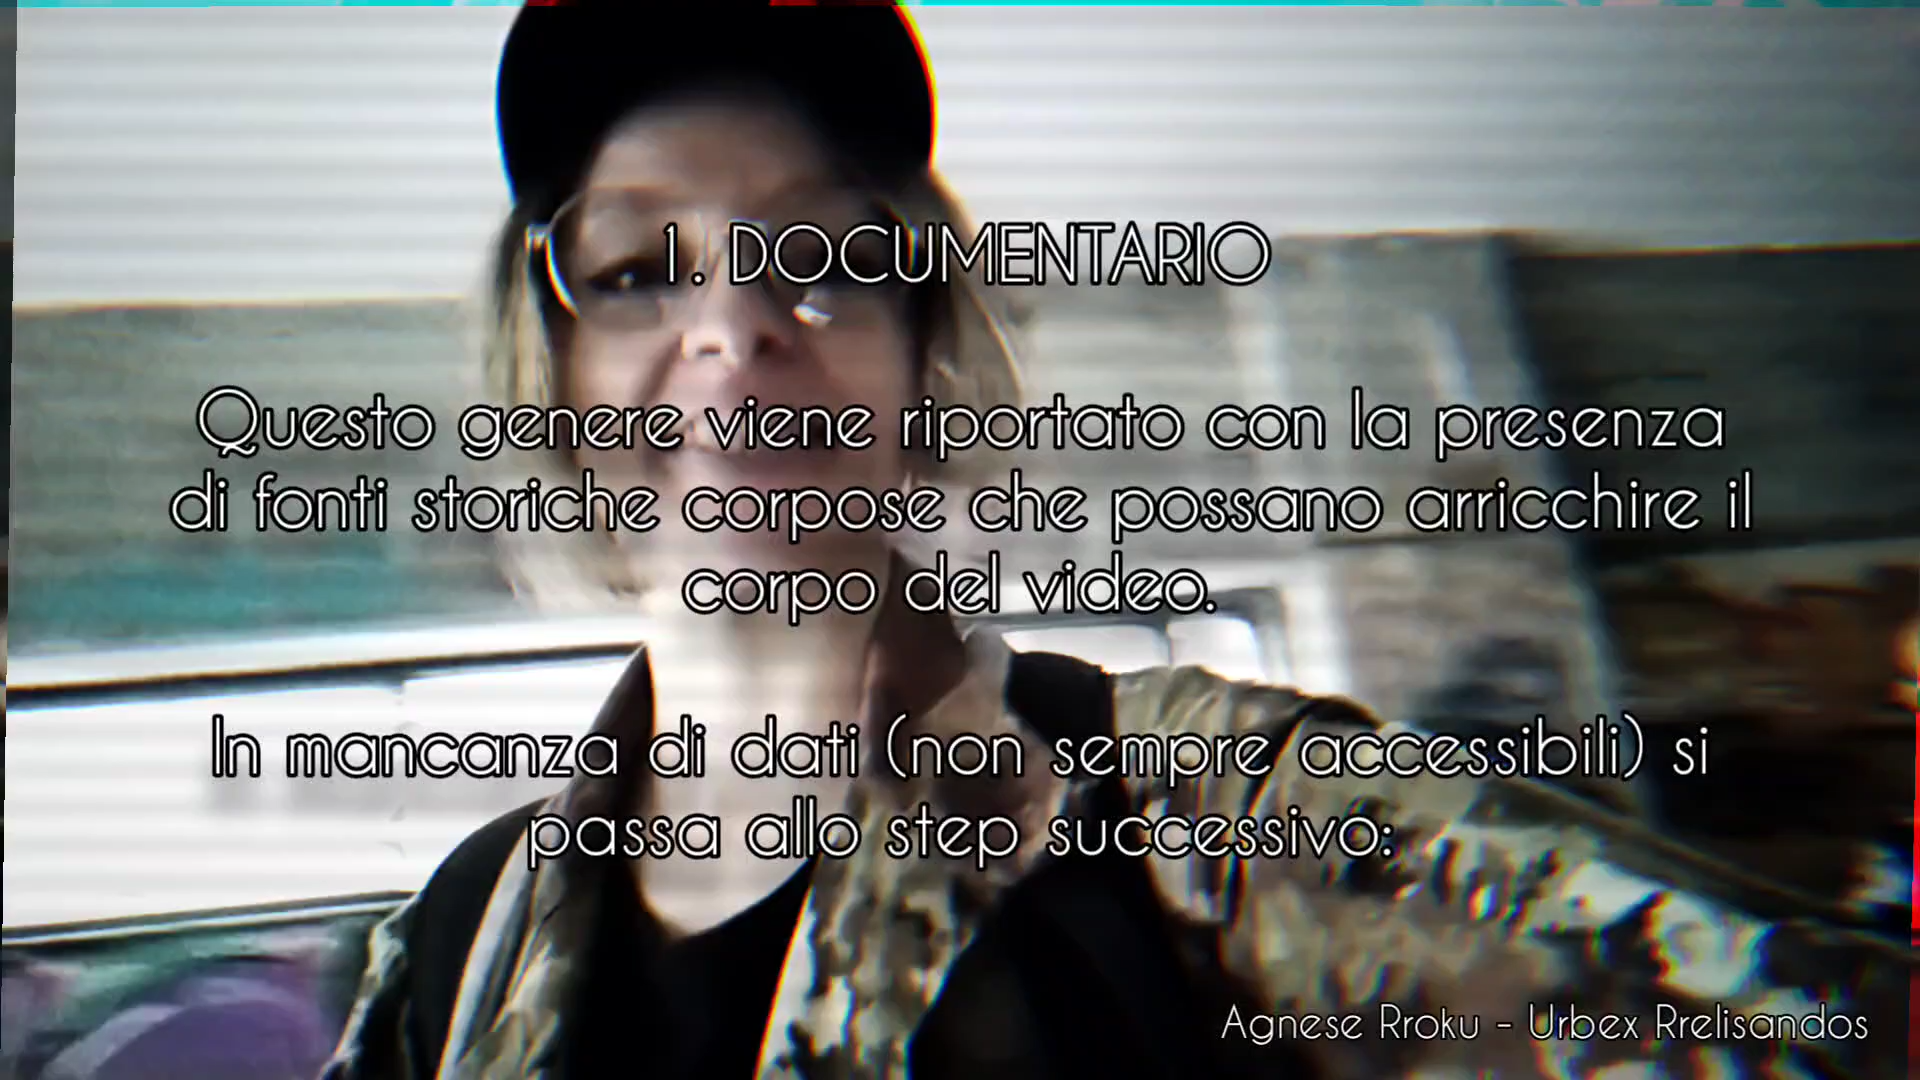 1. DOCUMENTARIO
Questo genere viene riportato con la presenza
di fonti storiche corpose che possano arricchire il
corpo del video.
In mancanza di dati (non sempre accessibili) si
passa allo step successivo:
Agnese Rroku - Urbex Rrelisandos